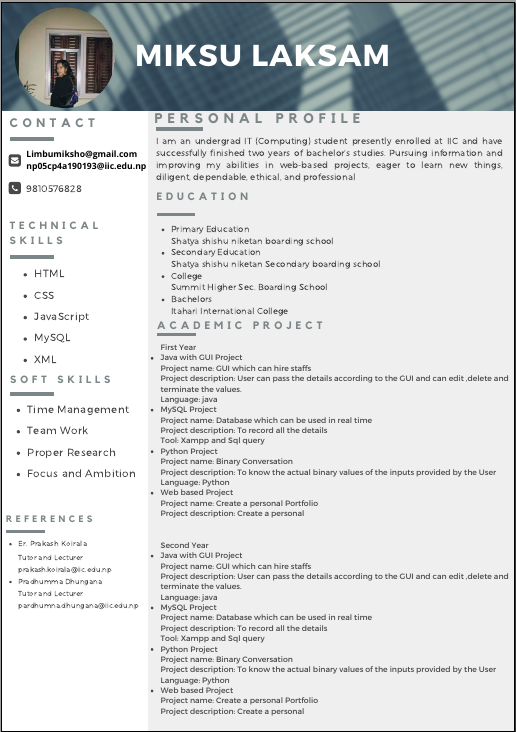 MIKSU LAKSAM
CONTACT
Limbumiksho@gmail.com
np05cp4a190193@iic.edu.np
9810576828
TECHNICAL
SKILLS
HTML
CSS
JavaScript
MySQL
XML
SOFT SKILLS
Time Management
Team Work
Proper Research
Focus and Ambition
REFERENCES
Er. Prakash Koirala
Tutor and Lecturer
prakash.koirala@iic.edu.np
Pradhumma Dhungana
Tutor and Lecturer
pardhumna.dhungana@iic.edu.np
PERSONAL PROFILE
I am an undergrad IT (Computing) student presently enrolled at IIC and have
successfully finished two years of bachelor's studies. Pursuing information and
improving my abilities in web-based projects, eager to learn new things,
diligent, dependable, ethical, and professional
EDUCATION
Primary Education
Shatya shishu niketan boarding school
Secondary Education
Shatya shishu niketan Secondary boarding school
College
Summit Higher Sec. Boarding School
Bachelors
Itahari International College
ACADEMIC PROJECT
First Year
Java with GUI Project
Project name: GUI which can hire staffs
Project description: User can pass the details according to the GUI and can edit ,delete and
terminate the values.
Language: java
MySQL Project
Project name: Database which can be used in real time
Project description: To record all the details
Tool: Xampp and Sql query
Python Project
Project name: Binary Conversation
Project description: To know the actual binary values of the inputs provided by the User
Language: Python
Web based Project
Project name: Create a personal Portfolio
Project description: Create a personal
Second Year
Java with GUI Project
Project name: GUI which can hire staffs
Project description: User can pass the details according to the GUI and can edit ,delete and
terminate the values.
Language: java
MySQL Project
Project name: Database which can be used in real time
Project description: To record all the details
Tool: Xampp and Sql query
Python Project
Project name: Binary Conversation
Project description: To know the actual binary values of the inputs provided by the User
Language: Python
Web based Project
Project name: Create a personal Portfolio
Project description: Create a personal